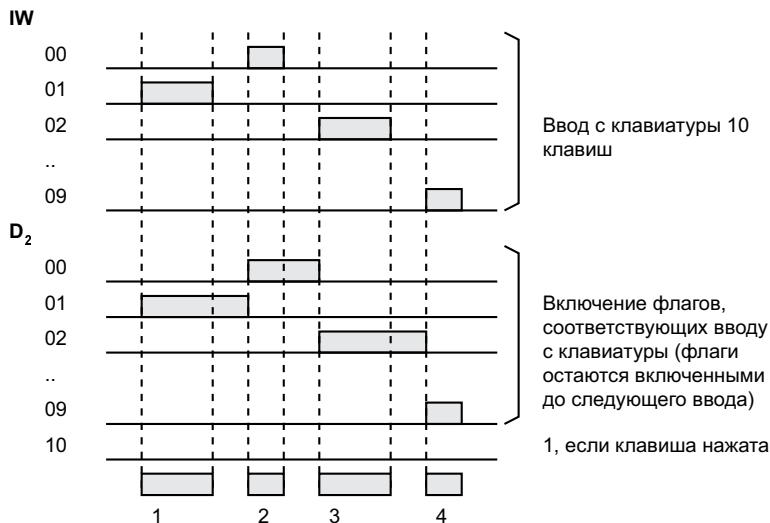 IW
00
01
02
..
09
Ввод с клавиатуры 10
клавиш
D₂
00
01
02
..
09
10
Включение флагов,
соответствующих вводу
с клавиатуры (флаги
остаются включенными
до следующего ввода)
1, если клавиша нажата
1 2 3 4